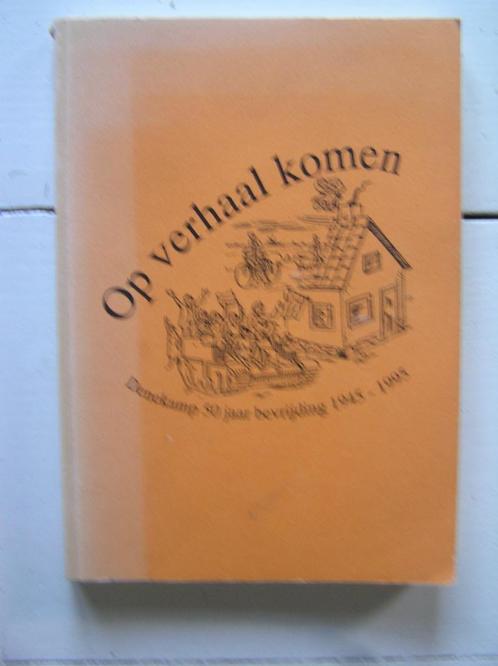 Op verhaal komen
Denekamp 50 jaar bevrijding 1945 - 1995